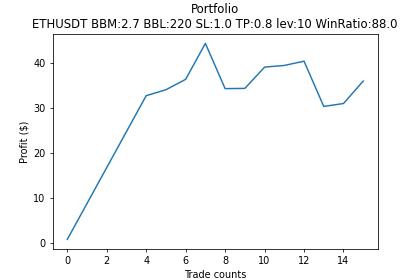 Portfolio
ETHUSDT BBM:2.7 BBL:220 SL:1.0 TP:0.8 lev:10 WinRatio:88.0
40
30
20
10
0
Profit ($)
0 2 4 6 8 10 12 14
Trade counts